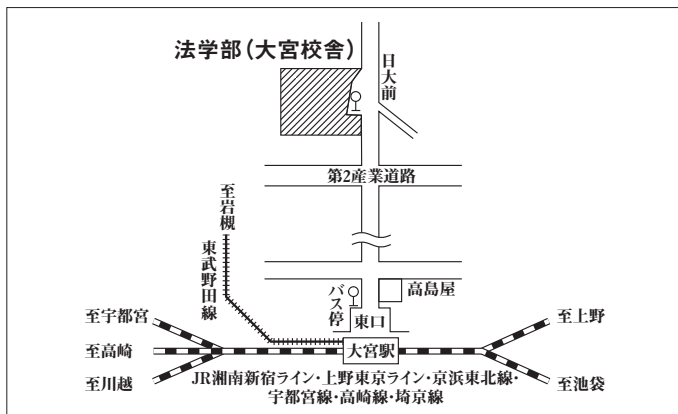 法学部（大宮校舎）
日大前
第2産業道路
至岩槻
東武野田線
バス停
高島屋
東口
至宇都宮
至上野
至高崎
大宮駅
至川越
至池袋
JR湘南新宿ライン・上野東京ライン・京浜東北線・
宇都宮線・高崎線・埼京線